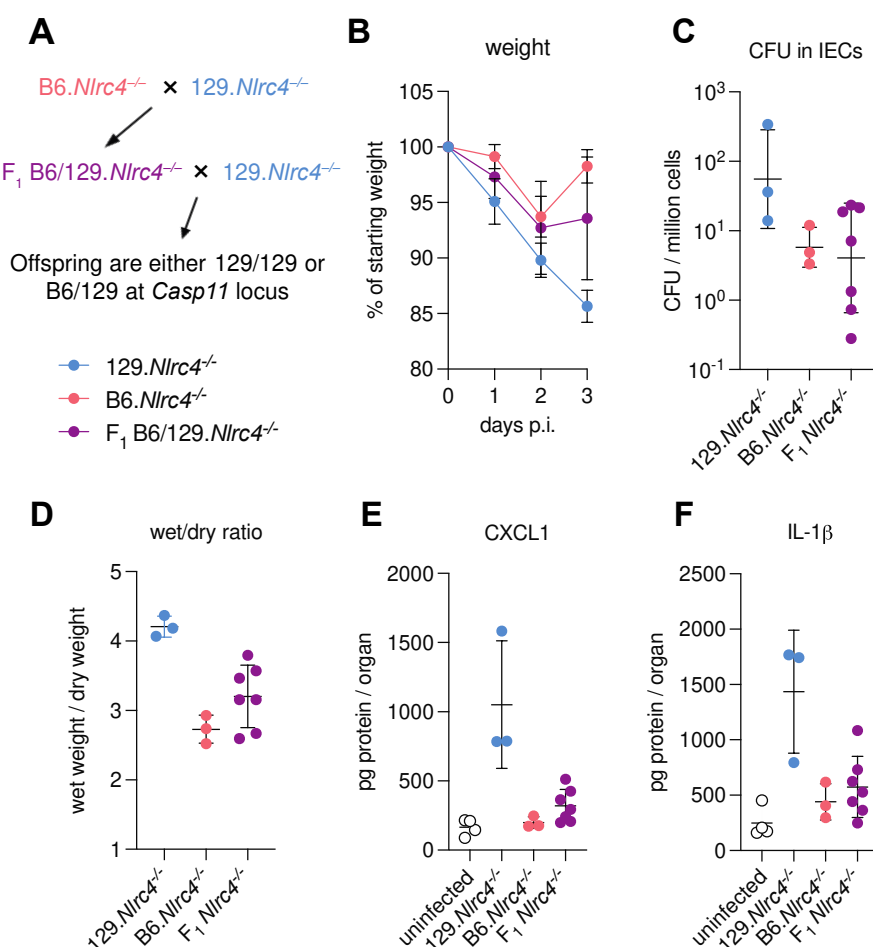 A
B6.Nlrc4–/– × 129.Nlrc4–/–
F1 B6/129.Nlrc4–/– × 129.Nlrc4–/–
Offspring are either 129/129 or
B6/129 at Casp11 locus
129.Nlrc4-/-
B6.Nlrc4-/-
F1 B6/129.Nlrc4-/-
B
weight
% of starting weight
105
100
95
90
85
80
0 1 2 3
days p.i.
C
CFU in IECs
CFU / million cells
10³
10²
10¹
10⁰
10-1
129.Nlrc4-/-
B6.Nlrc4-/-
F1 Nlrc4-/-
D
wet/dry ratio
wet weight / dry weight
5
4
3
2
1
129.Nlrc4-/-
B6.Nlrc4-/-
F1 Nlrc4-/-
E
CXCL1
pg protein / organ
2000
1500
1000
500
0
uninfected
129.Nlrc4-/-
B6.Nlrc4-/-
F1 Nlrc4-/-
F
IL-1β
pg protein / organ
2500
2000
1500
1000
500
0
uninfected
129.Nlrc4-/-
B6.Nlrc4-/-
F1 Nlrc4-/-